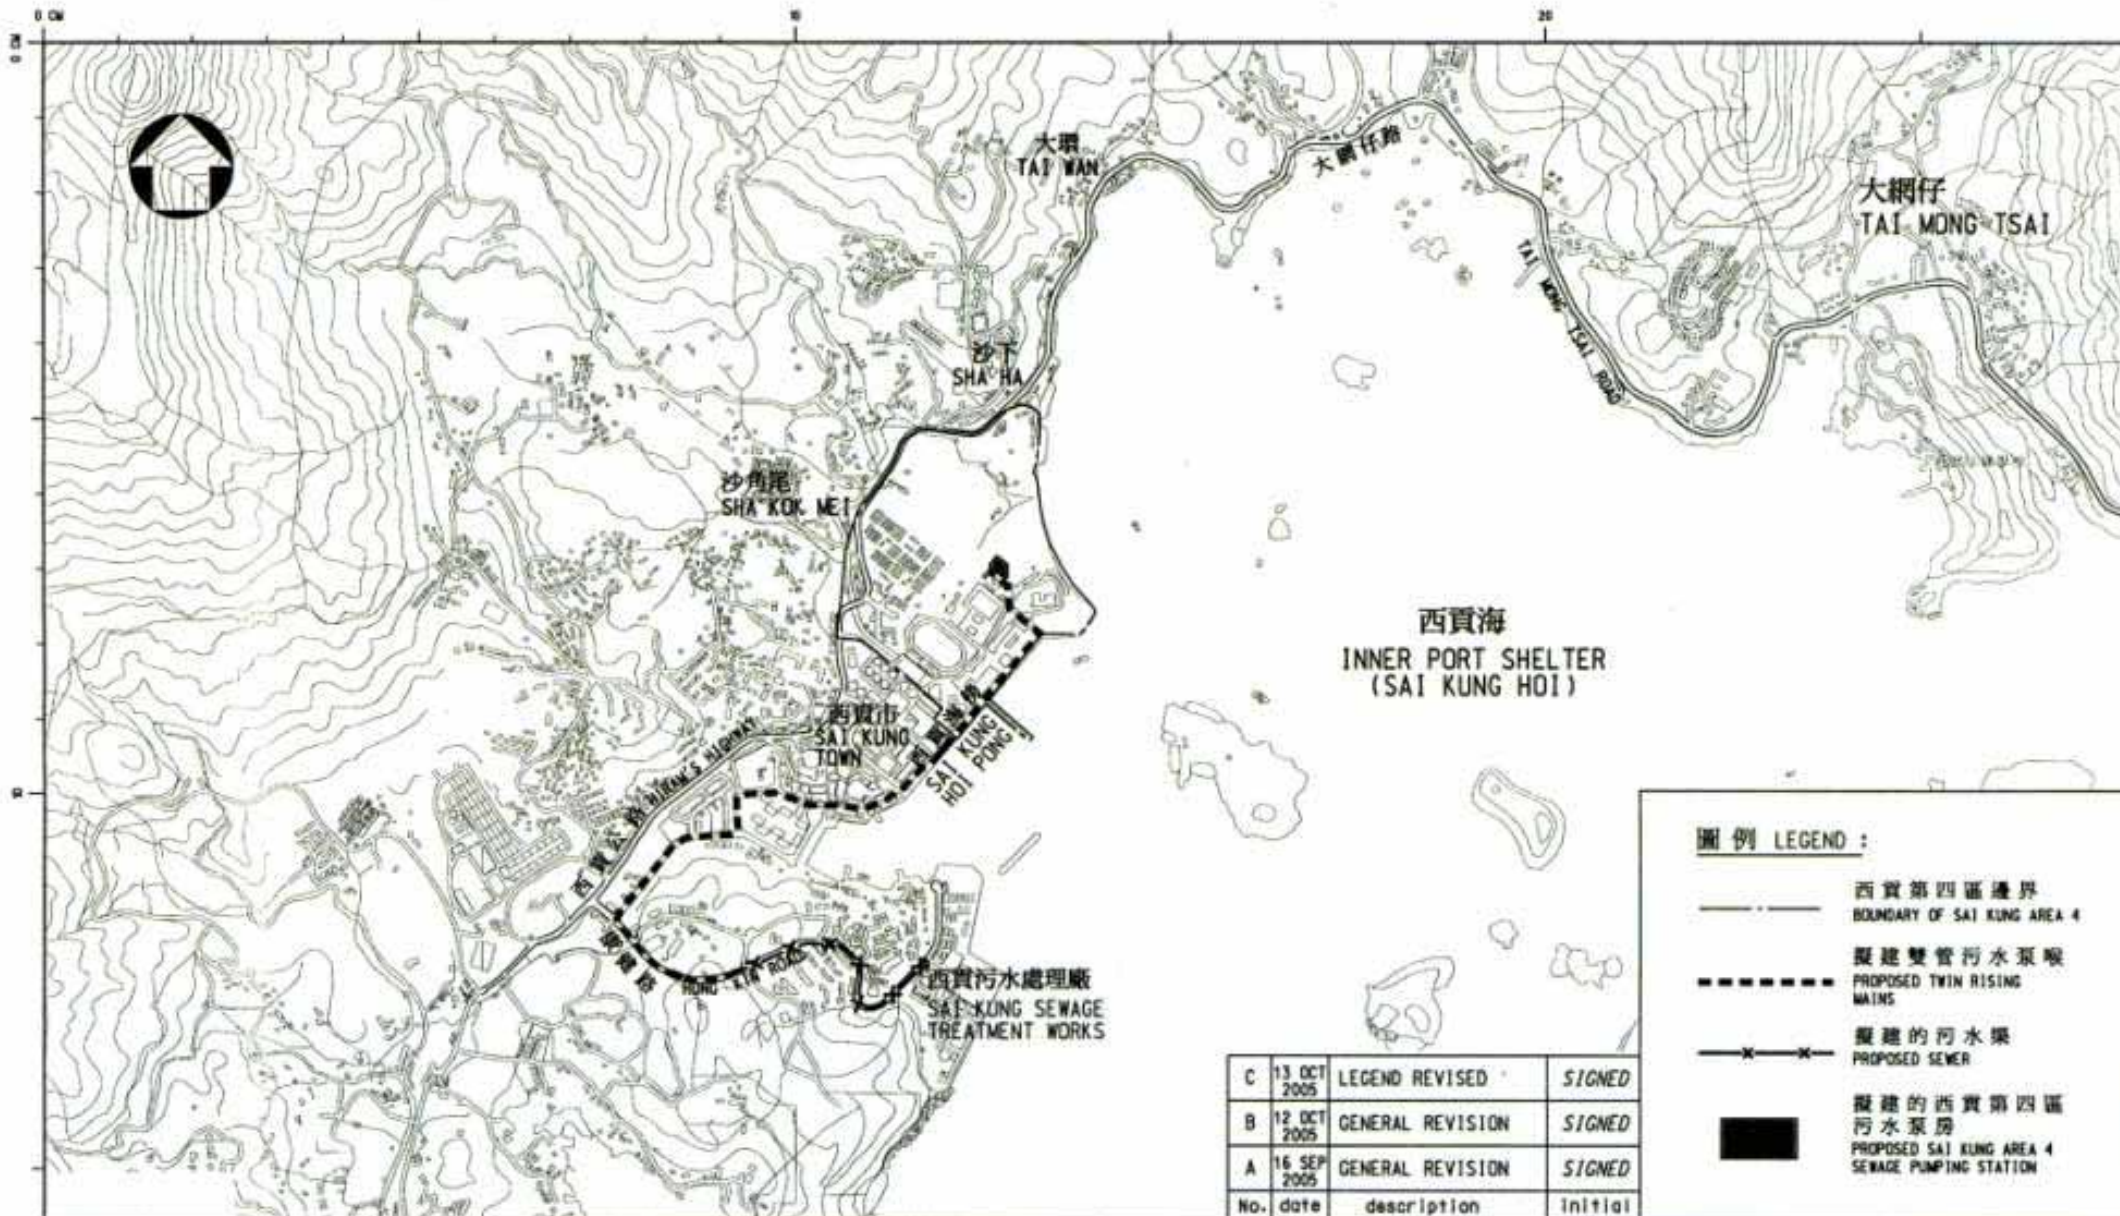 0 CM
10
20
大環
TAI WAN
大網仔路
大網仔
TAI MONG TSAI
TAI MONG TSAI ROAD
沙下
SHA HA
沙角尾
SHA KOK MEI
西貢海
INNER PORT SHELTER
(SAI KUNG HOI)
西貢市
SAI KUNG
TOWN
SAI KUNG
HOI PONG
西貢公路 HIRAM'S HIGHWAY
HONG KIN ROAD
西貢污水處理廠
SAI KUNG SEWAGE
TREATMENT WORKS
圖例 LEGEND :
西貢第四區邊界
BOUNDARY OF SAI KUNG AREA 4
擬建雙管污水泵喉
PROPOSED TWIN RISING
MAINS
擬建的污水渠
PROPOSED SEWER
擬建的西貢第四區
污水泵房
PROPOSED SAI KUNG AREA 4
SEWAGE PUMPING STATION
C 13 OCT 2005 LEGEND REVISED SIGNED
B 12 OCT 2005 GENERAL REVISION SIGNED
A 16 SEP 2005 GENERAL REVISION SIGNED
No. date description initial